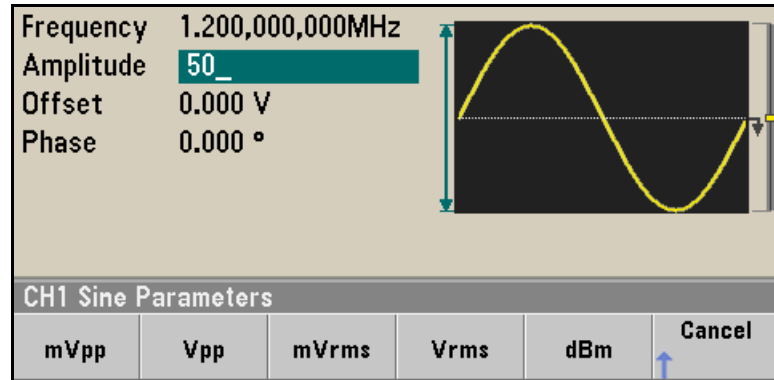 Frequency 1.200,000,000MHz
Amplitude 50_
Offset 0.000 V
Phase 0.000 °
CH1 Sine Parameters
mVpp Vpp mVrms Vrms dBm Cancel